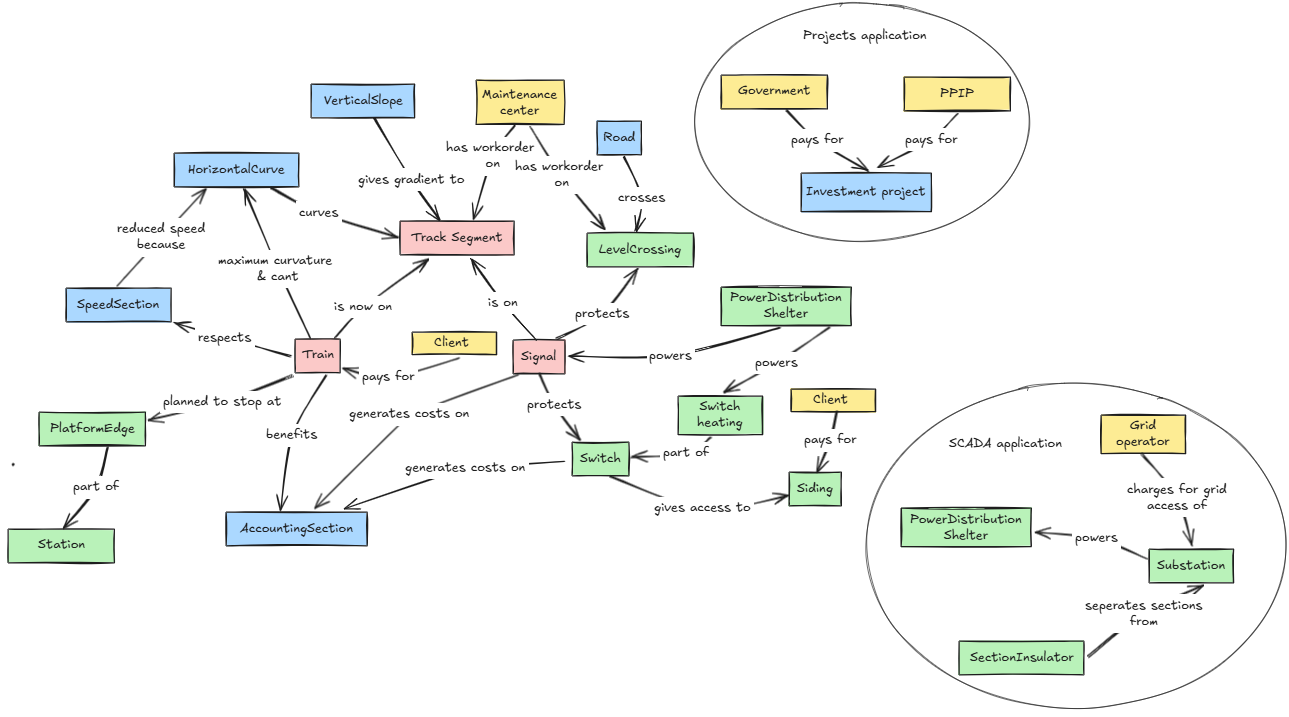 Projects application
Government
PPIP
pays for
pays for
Investment project
VerticalSlope
Maintenance
center
Road
has workorder
on
has workorder
on
HorizontalCurve
gives gradient to
crosses
curves
reduced speed
because
Track Segment
LevelCrossing
maximum curvature
& cant
SpeedSection
is now on
is on
protects
PowerDistribution
Shelter
respects
Train
Client
Signal
powers
powers
pays for
planned to stop at
generates costs on
protects
Switch
heating
Client
PlatformEdge
benefits
pays for
part of
generates costs on
Switch
part of
Siding
gives access to
Station
AccountingSection
SCADA application
Grid
operator
charges for grid
access of
PowerDistribution
Shelter
powers
Substation
seperates sections
from
SectionInsulator